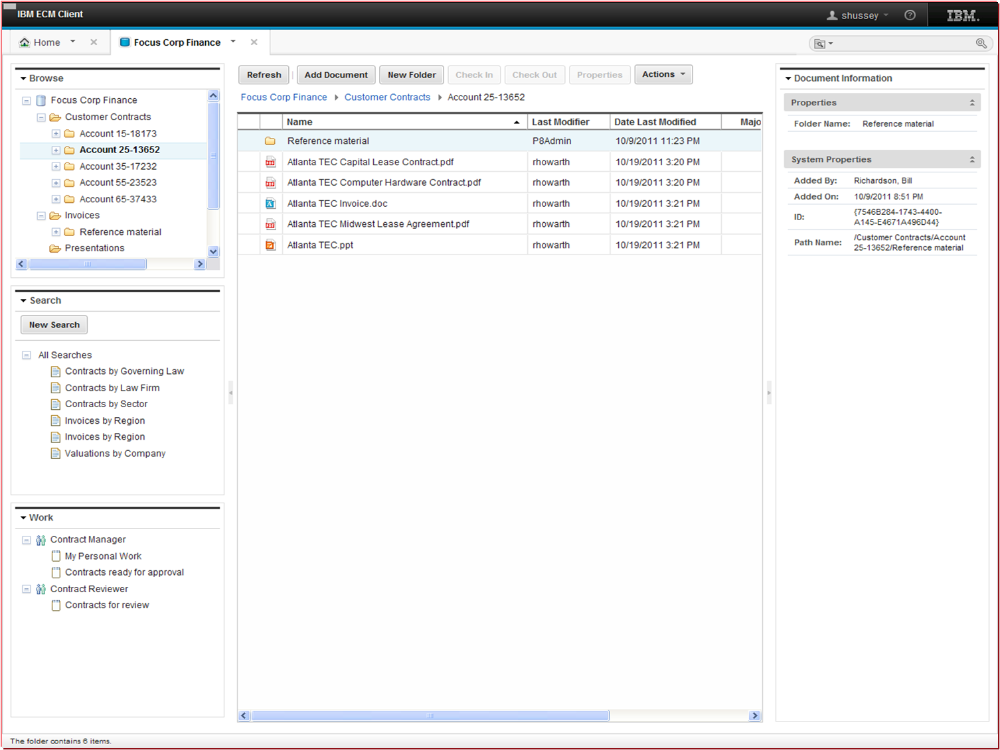 IBM ECM Client
shussey
?
IBM.
Home
Focus Corp Finance
Browse
Focus Corp Finance
Customer Contracts
Account 15-18173
Account 25-13652
Account 35-17232
Account 55-23523
Account 65-37433
Invoices
Reference material
Presentations
Search
New Search
All Searches
Contracts by Governing Law
Contracts by Law Firm
Contracts by Sector
Invoices by Region
Invoices by Region
Valuations by Company
Work
Contract Manager
My Personal Work
Contracts ready for approval
Contract Reviewer
Contracts for review
Refresh Add Document New Folder Check In Check Out Properties Actions
Focus Corp Finance Customer Contracts Account 25-13652
Name Last Modifier Date Last Modified Majo
Reference material P8Admin 10/9/2011 11:23 PM
PDF Atlanta TEC Capital Lease Contract.pdf rhowarth 10/19/2011 3:20 PM
PDF Atlanta TEC Computer Hardware Contract.pdf rhowarth 10/19/2011 3:20 PM
A Atlanta TEC Invoice.doc rhowarth 10/19/2011 3:21 PM
PDF Atlanta TEC Midwest Lease Agreement.pdf rhowarth 10/19/2011 3:21 PM
Atlanta TEC.ppt rhowarth 10/19/2011 3:21 PM
Document Information
Properties
Folder Name: Reference material
System Properties
Added By: Richardson, Bill
Added On: 10/9/2011 8:51 PM
ID: {7546B284-1743-4400-
A145-E4671A496D44}
Path Name: /Customer Contracts/Account
25-13652/Reference material
The folder contains 6 items.